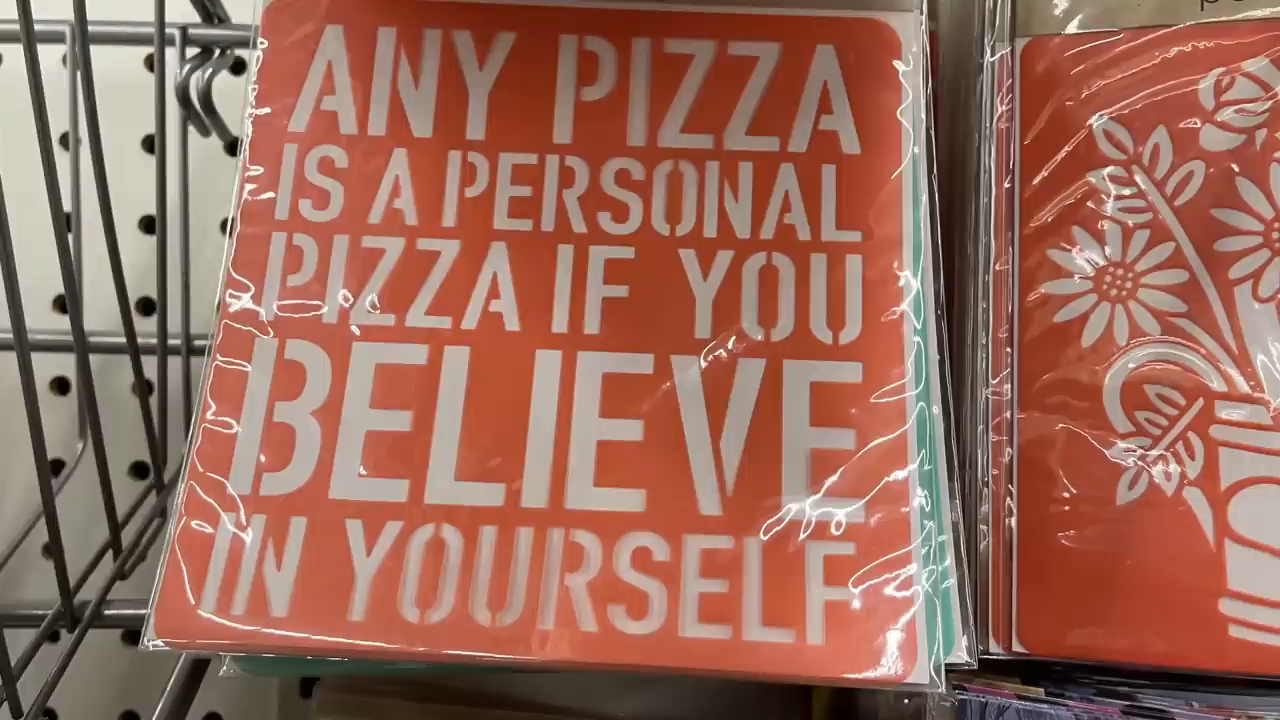 ANY PIZZA
IS A PERSONAL
PIZZA IF YOU
BELIEVE
IN YOURSELF